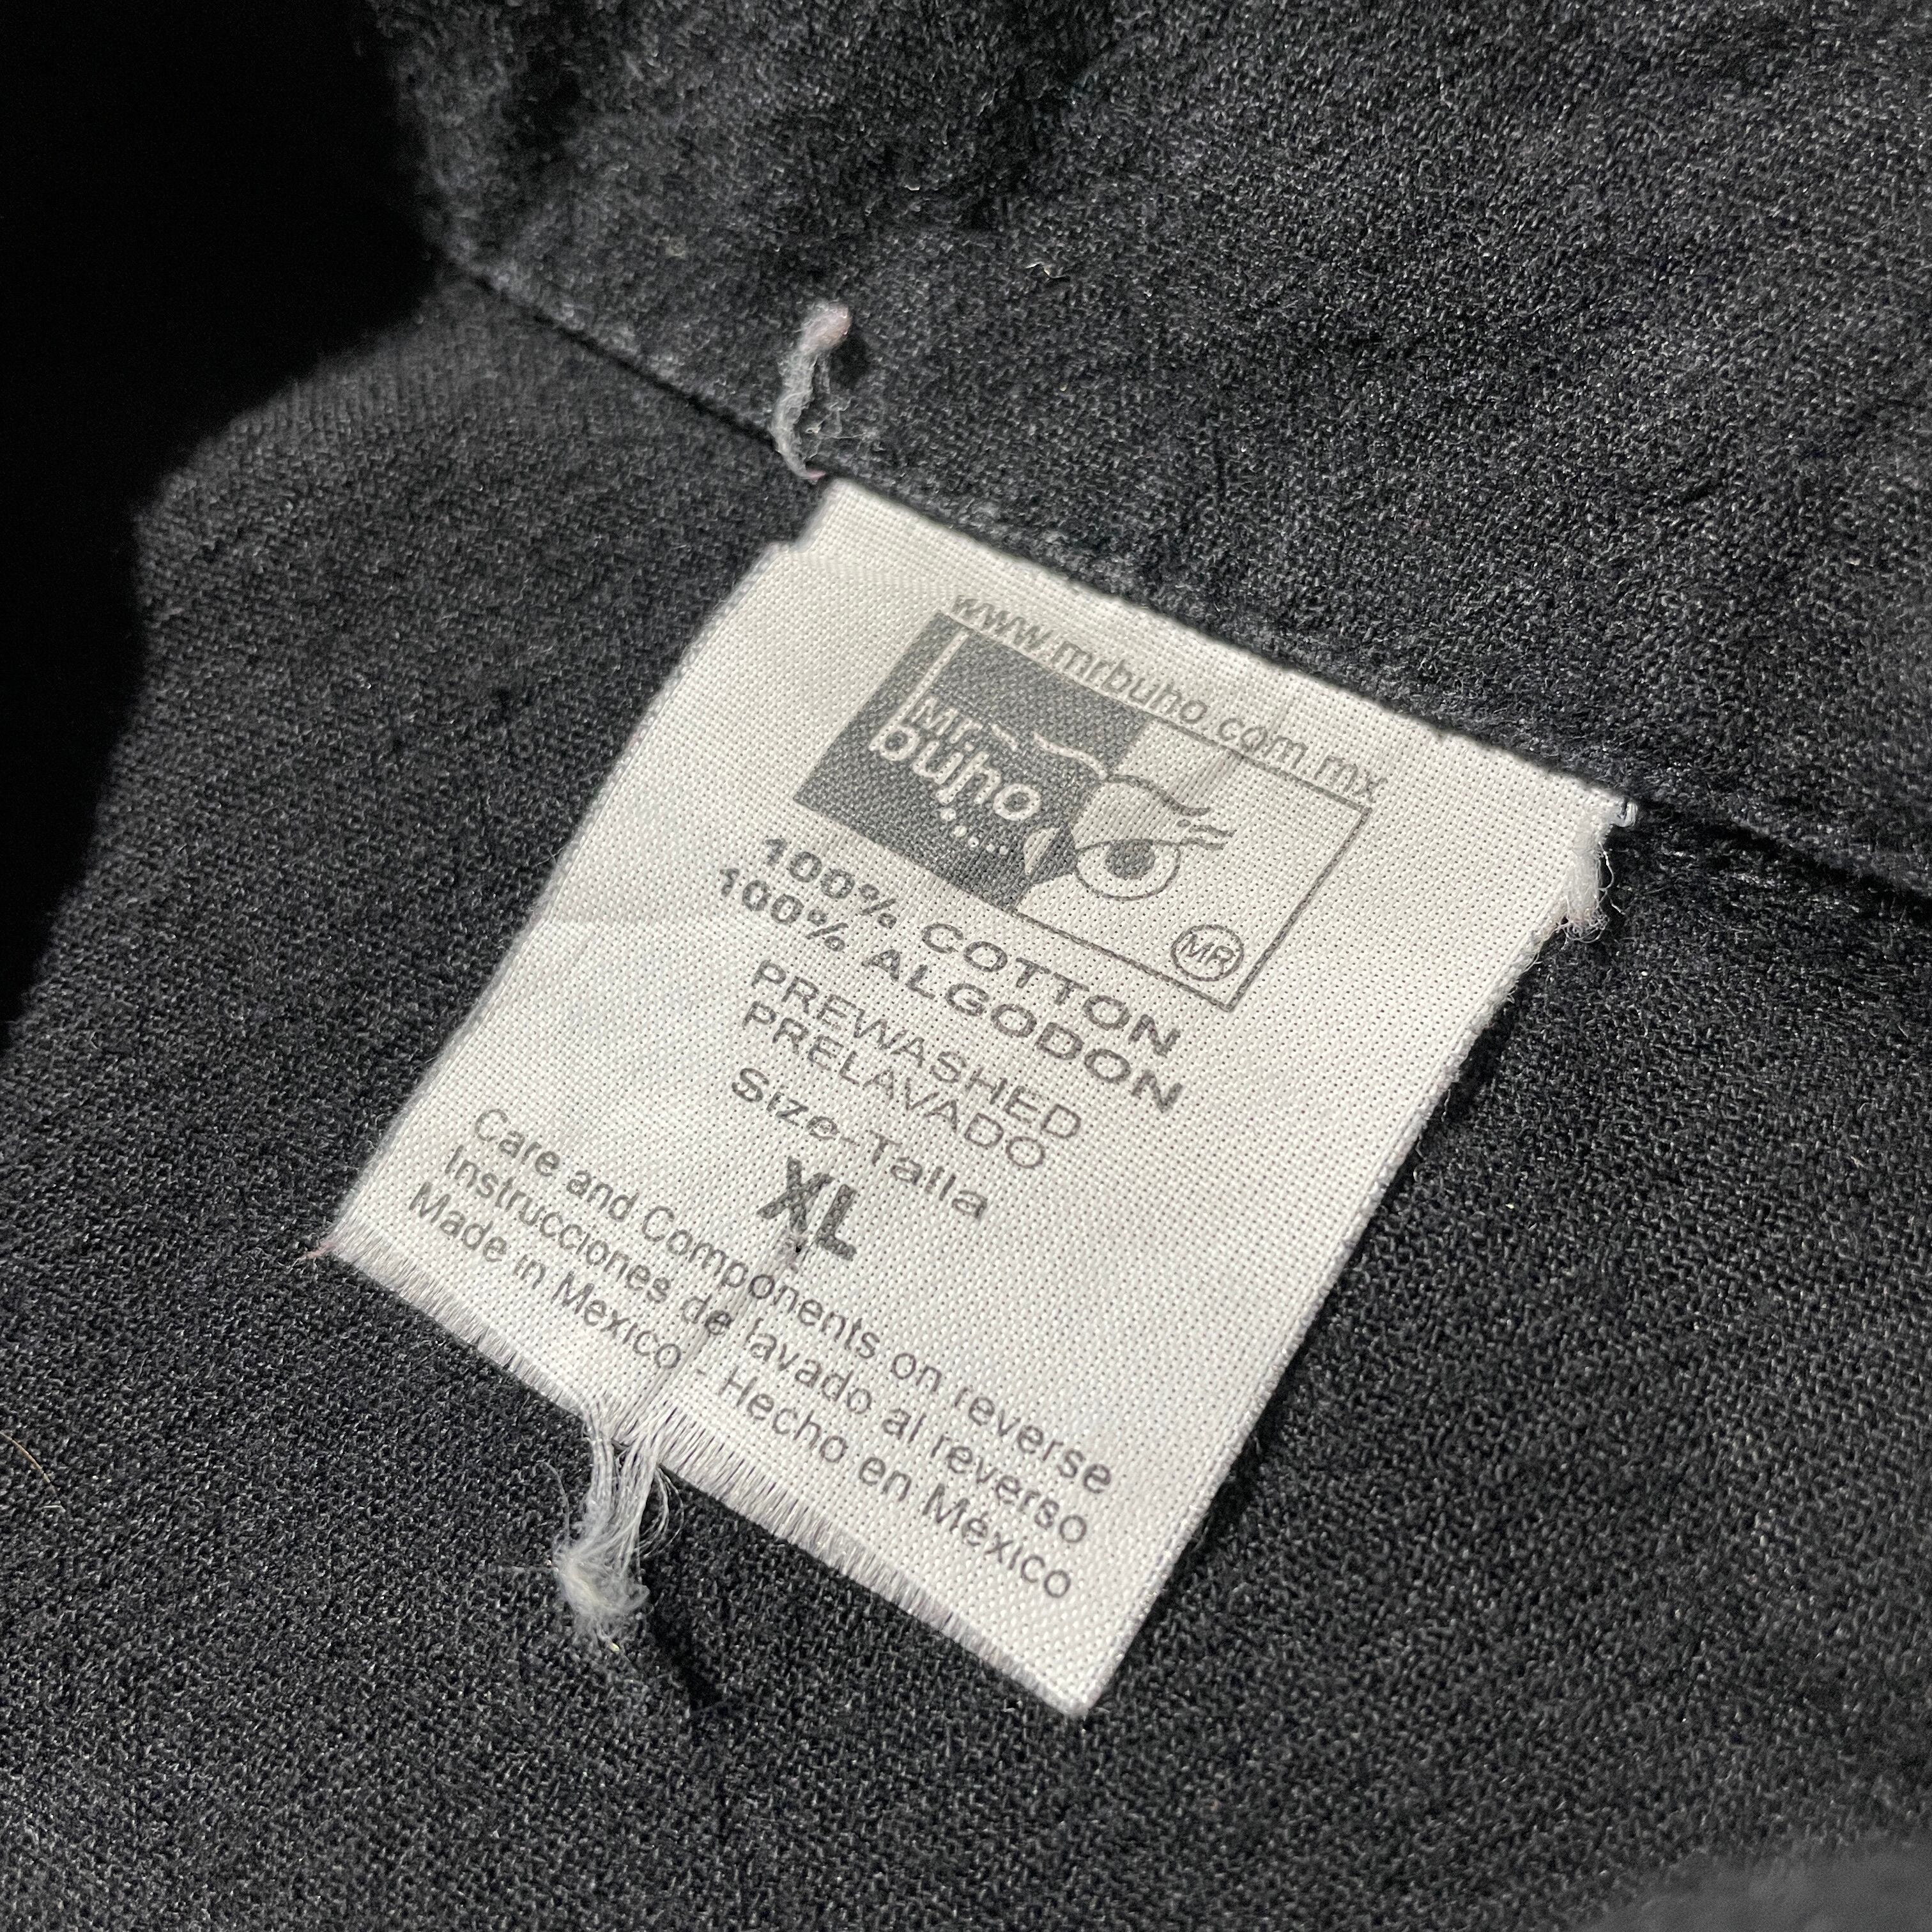 www.mrbuho.com.mx
Mr
buho
MR
100% COTTON
100% ALGODON
PREWASHED
PRELAVADO
Size-Talla
XL
Care and Components on reverse
Instrucciones de lavado al reverso
Made in Mexico - Hecho en México